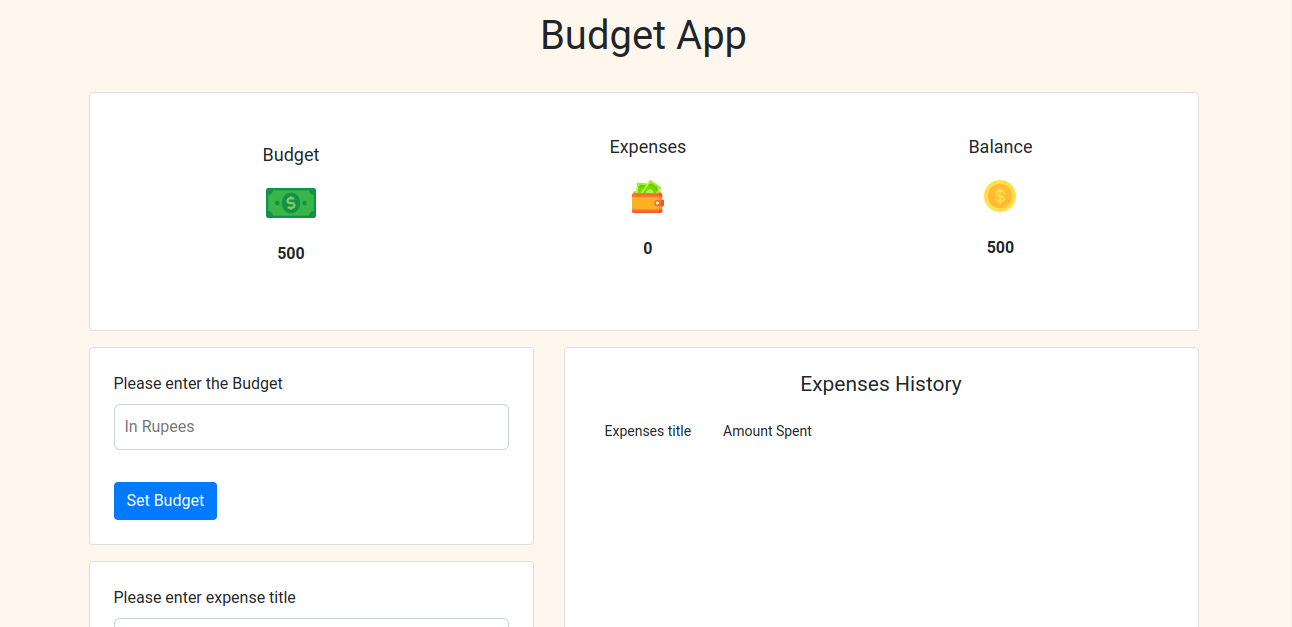 Budget App
Budget
Expenses
Balance
$
$
500
0
500
Please enter the Budget
In Rupees
Set Budget
Expenses History
Expenses title
Amount Spent
Please enter expense title